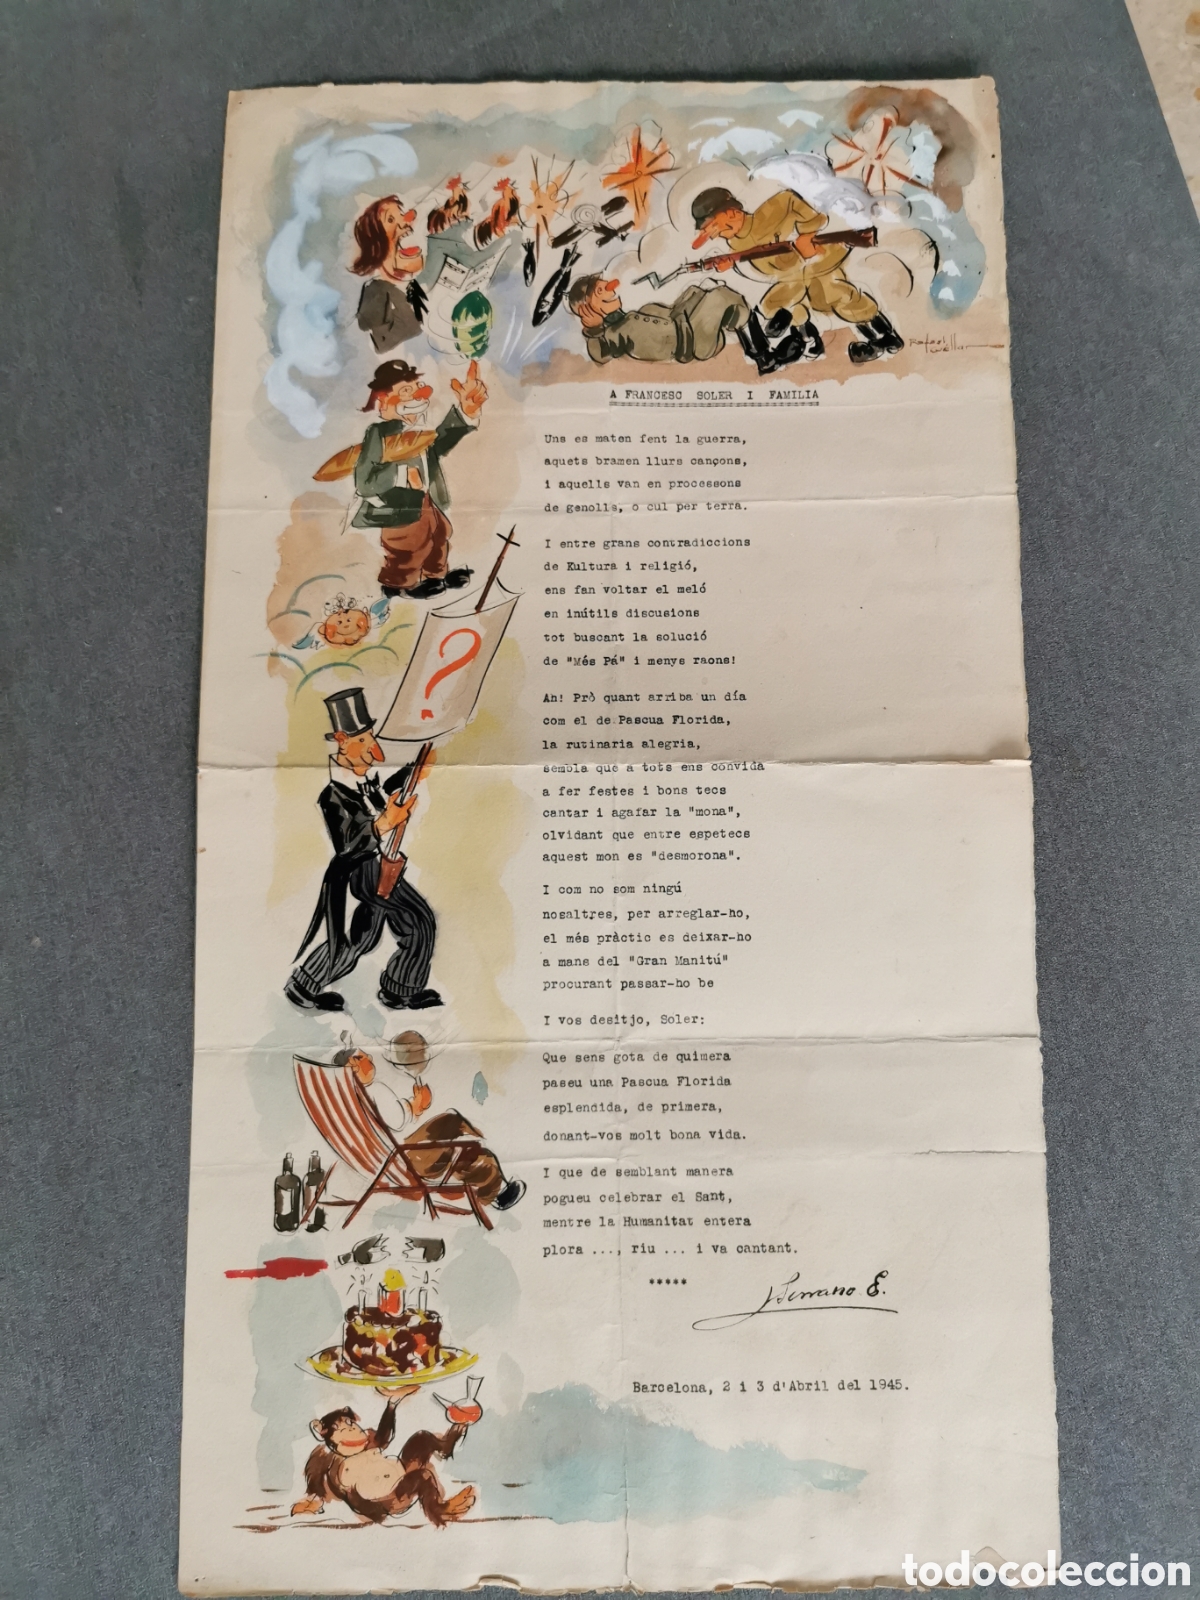 Rafael
A FRANCESC SOLER I FAMILIA
Uns es maten fent la guerra,
aquets bramen llurs cançons,
i aquells van en processons
de genolls, o cul per terra.
I entre grans contradiccions
de Kultura i religió,
ens fan voltar el meló
en inútils discusions
tot buscant la solució
de "Més Pá" i menys raons!
Ah! Prò quant arriba un día
com el de Pascua Florida,
la rutinaria alegria,
sembla que a tots ens convida
a fer festes i bons tecs
cantar i agafar la "mona",
olvidant que entre espetecs
aquest mon es "desmorona".
I com no som ningú
nosaltres, per arreglar-ho,
el més pràctic es deixar-ho
a mans del "Gran Manitú"
procurant passar-ho be
I vos desitjo, Soler:
Que sens gota de quimera
paseu una Pascua Florida
esplendida, de primera,
donant-vos molt bona vida.
I que de semblant manera
pogueu celebrar el Sant,
mentre la Humanitat entera
plora ..., riu ... i va cantant.
*****
Serrano E.
Barcelona, 2 i 3 d'Abril del 1945.
?
todocoleccion